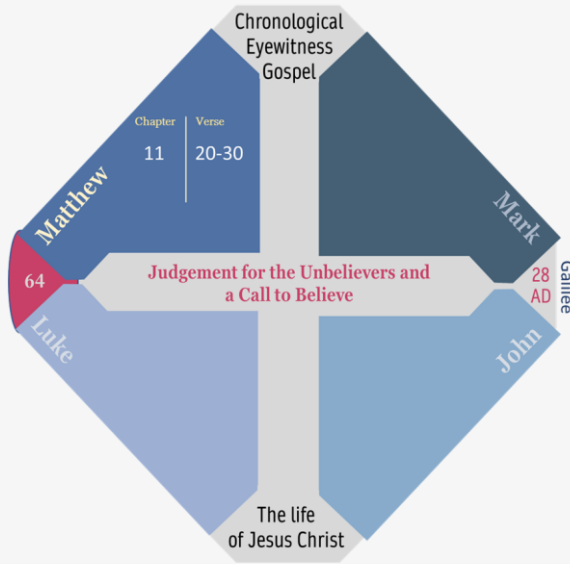 Chronological
Eyewitness
Gospel
Chapter
Verse
11
20-30
Matthew
Mark
64
Judgement for the Unbelievers and
a Call to Believe
28
AD
Galilee
Luke
John
The life
of Jesus Christ